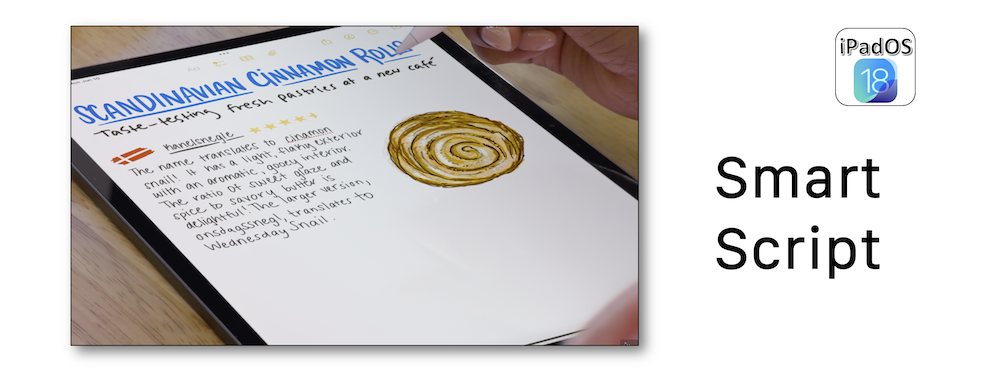 SCANDINAVIAN CINNAMON ROLLS
Taste-testing fresh pastries at a new café
Kanelsnegle
The name translates to cinamon
snail! It has a light, flaky exterior
with an aromatic, gooey interior.
The ratio of sweet glaze and
spice to savory butter is
delightful! The larger version,
onsdagssnegl, translates to
Wednesday Snail.
iPadOS
18
Smart
Script